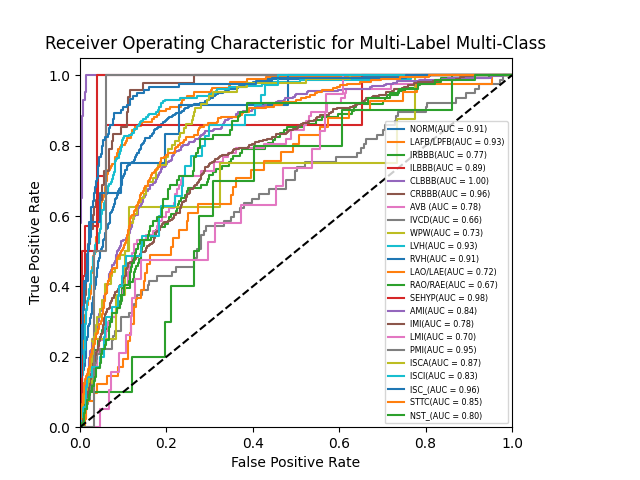 Receiver Operating Characteristic for Multi-Label Multi-Class
1.0
0.8
0.6
0.4
0.2
0.0
True Positive Rate
NORM(AUC = 0.91)
LAFB/LPFB(AUC = 0.93)
IRBBB(AUC = 0.77)
ILBBB(AUC = 0.89)
CLBBB(AUC = 1.00)
CRBBB(AUC = 0.96)
AVB (AUC = 0.78)
IVCD(AUC = 0.66)
WPW(AUC = 0.73)
LVH(AUC = 0.93)
RVH(AUC = 0.91)
LAO/LAE(AUC = 0.72)
RAO/RAE(AUC = 0.67)
SEHYP(AUC = 0.98)
AMI(AUC = 0.84)
IMI(AUC = 0.78)
LMI(AUC = 0.70)
PMI(AUC = 0.95)
ISCA(AUC = 0.87)
ISCI(AUC = 0.83)
ISC_(AUC = 0.96)
STTC(AUC = 0.85)
NST_(AUC = 0.80)
0.0 0.2 0.4 0.6 0.8 1.0
False Positive Rate